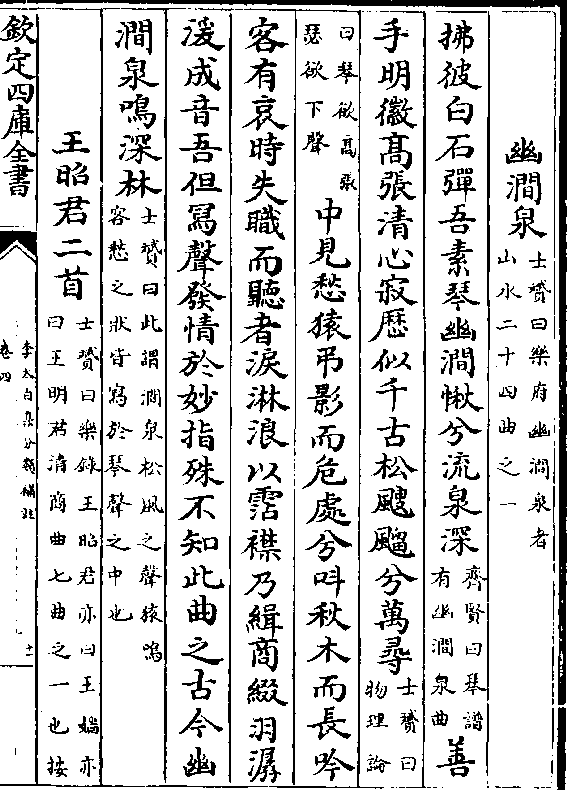 幽澗泉士贇曰樂府幽澗泉者
山水二十四曲之一
拂彼白石彈吾素琴幽澗愀兮流泉深齊賢曰琴譜
有幽澗泉曲善
手明徽髙張清心寂歴似千古松颼飀兮萬尋士贇曰
物理論
曰琴欲髙張
瑟欲下聲中見愁猿弔影而危處兮呌秋木而長吟
客有哀時失職而聽者淚淋浪以霑襟乃緝商綴羽潺
湲成音吾但寫聲發情於妙指殊不知此曲之古今幽
澗泉鳴深林士贇曰此謂澗泉松風之聲猿鳴
客愁之狀皆寫於琴聲之中也
王昭君二首士贇曰樂錄王昭君亦曰王嬙亦
曰王明君清商曲七曲之一也按
欽定四庫全書
李太白集分類補註
卷四